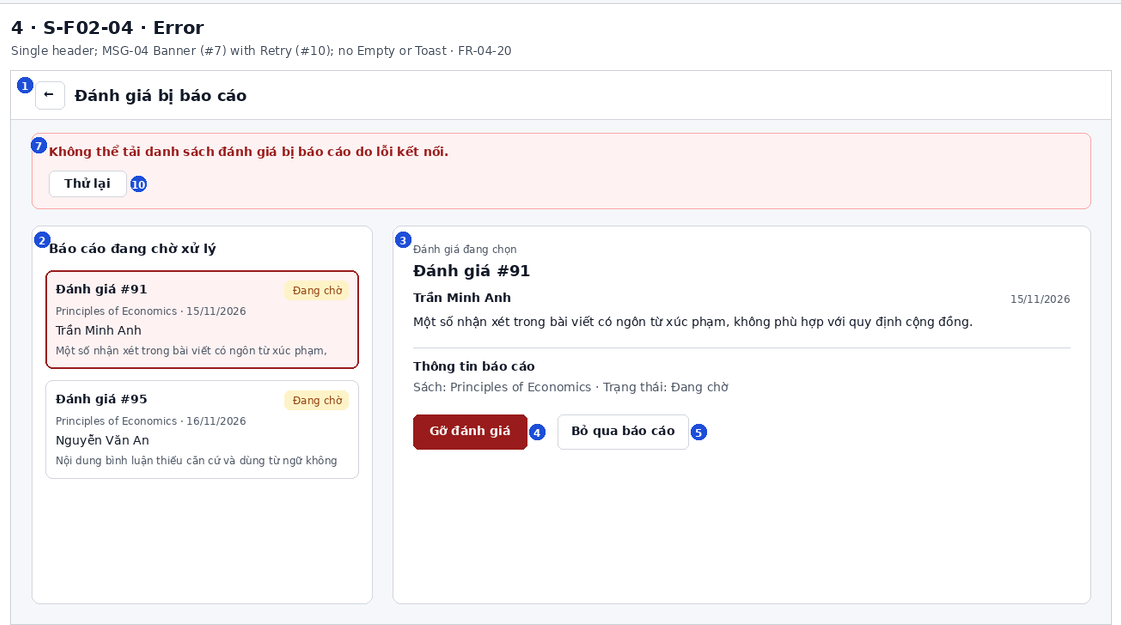 4 · S-F02-04 · Error
Single header; MSG-04 Banner (#7) with Retry (#10); no Empty or Toast · FR-04-20
1
← Đánh giá bị báo cáo
7
Không thể tải danh sách đánh giá bị báo cáo do lỗi kết nối.
Thử lại 10
2
Báo cáo đang chờ xử lý
Đánh giá #91 Đang chờ
Principles of Economics · 15/11/2026
Trần Minh Anh
Một số nhận xét trong bài viết có ngôn từ xúc phạm,
Đánh giá #95 Đang chờ
Principles of Economics · 16/11/2026
Nguyễn Văn An
Nội dung bình luận thiếu căn cứ và dùng từ ngữ không
3
Đánh giá đang chọn
Đánh giá #91
Trần Minh Anh 15/11/2026
Một số nhận xét trong bài viết có ngôn từ xúc phạm, không phù hợp với quy định cộng đồng.
Thông tin báo cáo
Sách: Principles of Economics · Trạng thái: Đang chờ
Gỡ đánh giá 4 Bỏ qua báo cáo 5